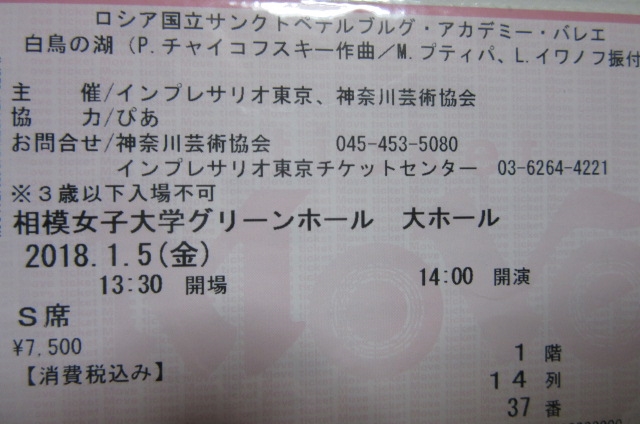 ロシア国立サンクトペテルブルグ・アカデミー・バレエ
白鳥の湖(P.チャイコフスキー作曲/M.プティパ、L.イワノフ振付
主　催/インプレサリオ東京、神奈川芸術協会
協　力/ぴあ
お問合せ/神奈川芸術協会　045-453-5080
インプレサリオ東京チケットセンター　03-6264-4221
※3歳以下入場不可
相模女子大学グリーンホール　大ホール
2018.1.5(金)
13:30 開場　14:00 開演
S席
¥7,500
【消費税込み】
1 階
14 列
37 番